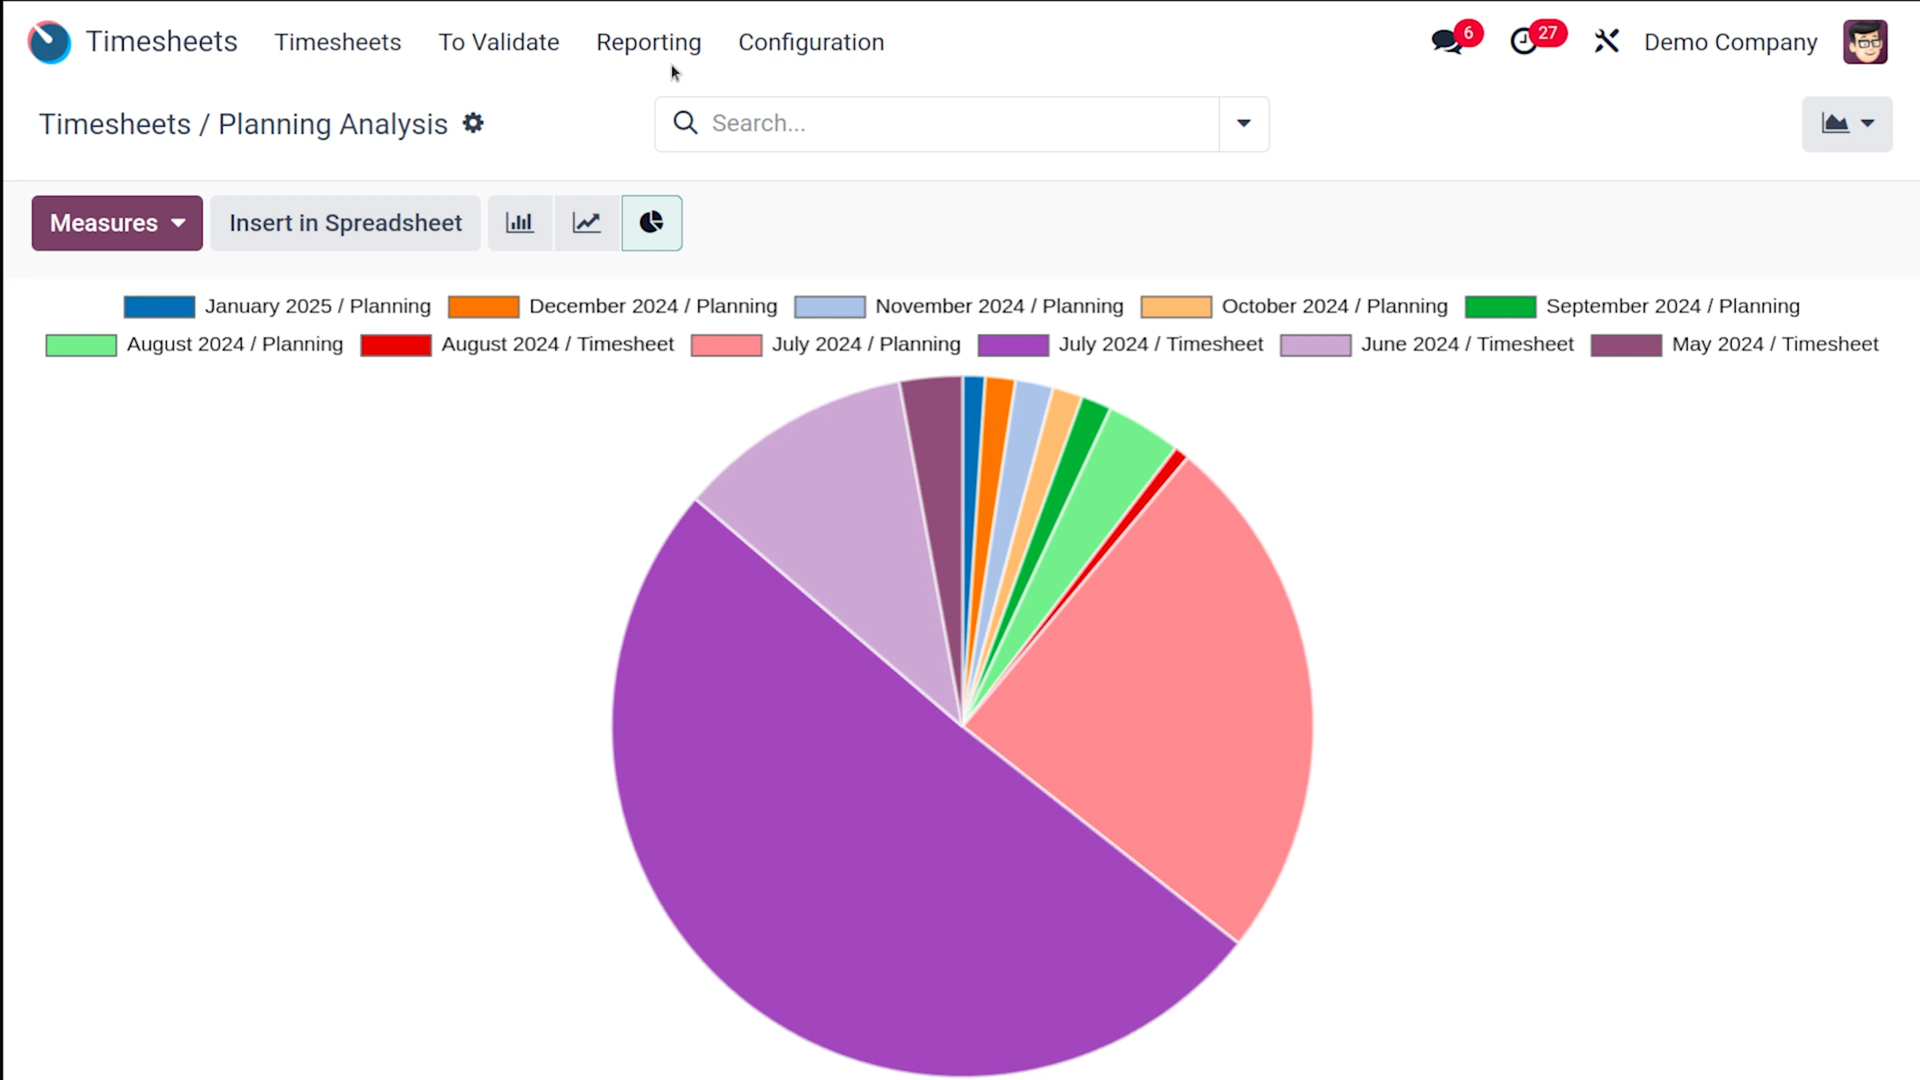 Timesheets Timesheets To Validate Reporting Configuration 6 27 Demo Company
Timesheets / Planning Analysis Search...
Measures Insert in Spreadsheet
January 2025 / Planning December 2024 / Planning November 2024 / Planning October 2024 / Planning September 2024 / Planning
August 2024 / Planning August 2024 / Timesheet July 2024 / Planning July 2024 / Timesheet June 2024 / Timesheet May 2024 / Timesheet